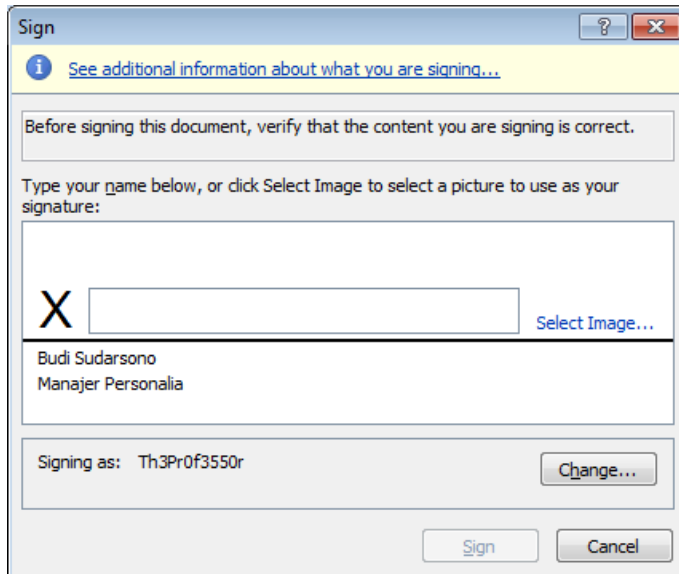 Sign
See additional information about what you are signing...
Before signing this document, verify that the content you are signing is correct.
Type your name below, or click Select Image to select a picture to use as your
signature:
X
Select Image...
Budi Sudarsono
Manajer Personalia
Signing as: Th3Pr0f3550r
Change...
Sign
Cancel